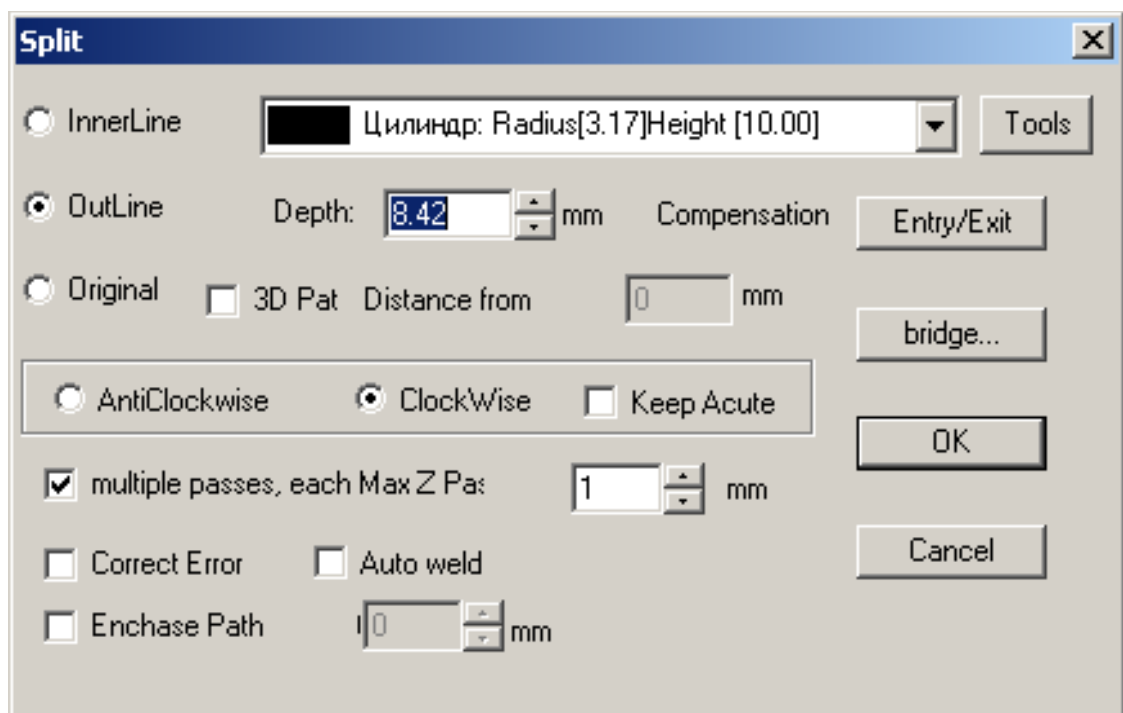 Split
InnerLine Цилиндр: Radius[3.17]Height [10.00] Tools
OutLine Depth: 8.42 mm Compensation Entry/Exit
Original 3D Pat Distance from 0 mm
bridge...
AntiClockwise ClockWise Keep Acute
OK
multiple passes, each Max Z Pas 1 mm
Correct Error Auto weld Cancel
Enchase Path 0 mm